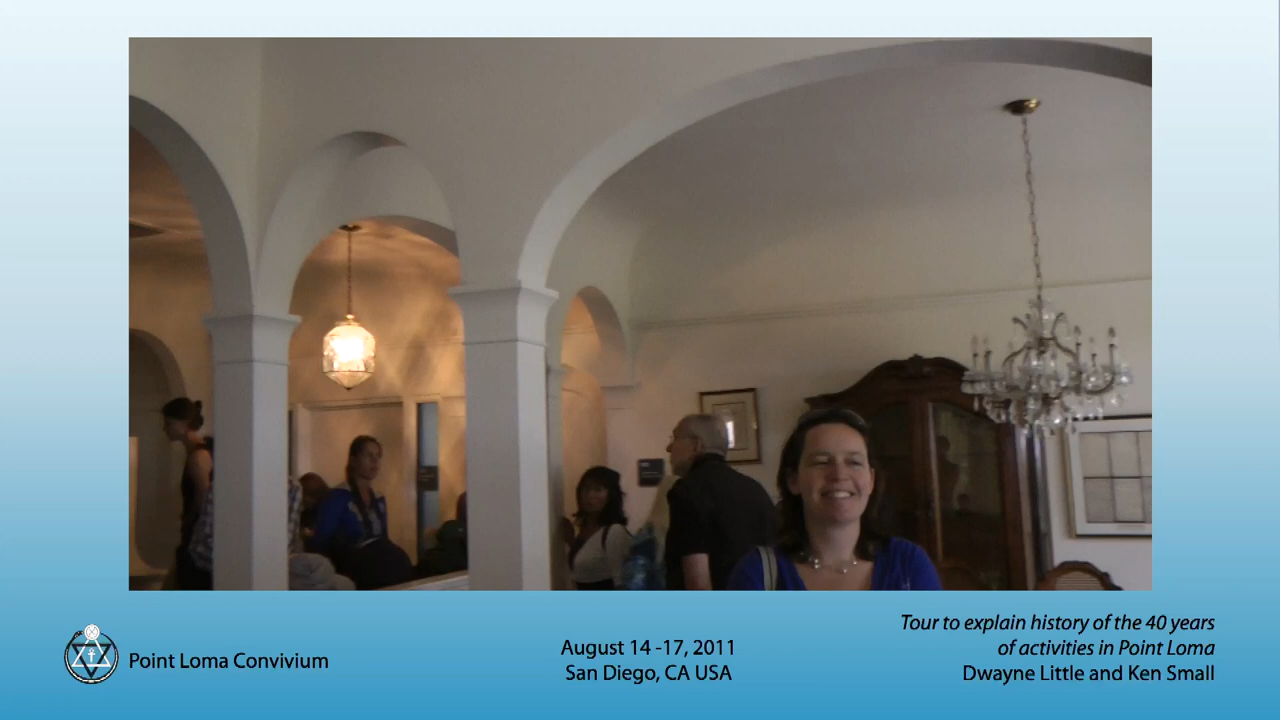 Point Loma Convivium
August 14 -17, 2011
San Diego, CA USA
Tour to explain history of the 40 years
of activities in Point Loma
Dwayne Little and Ken Small